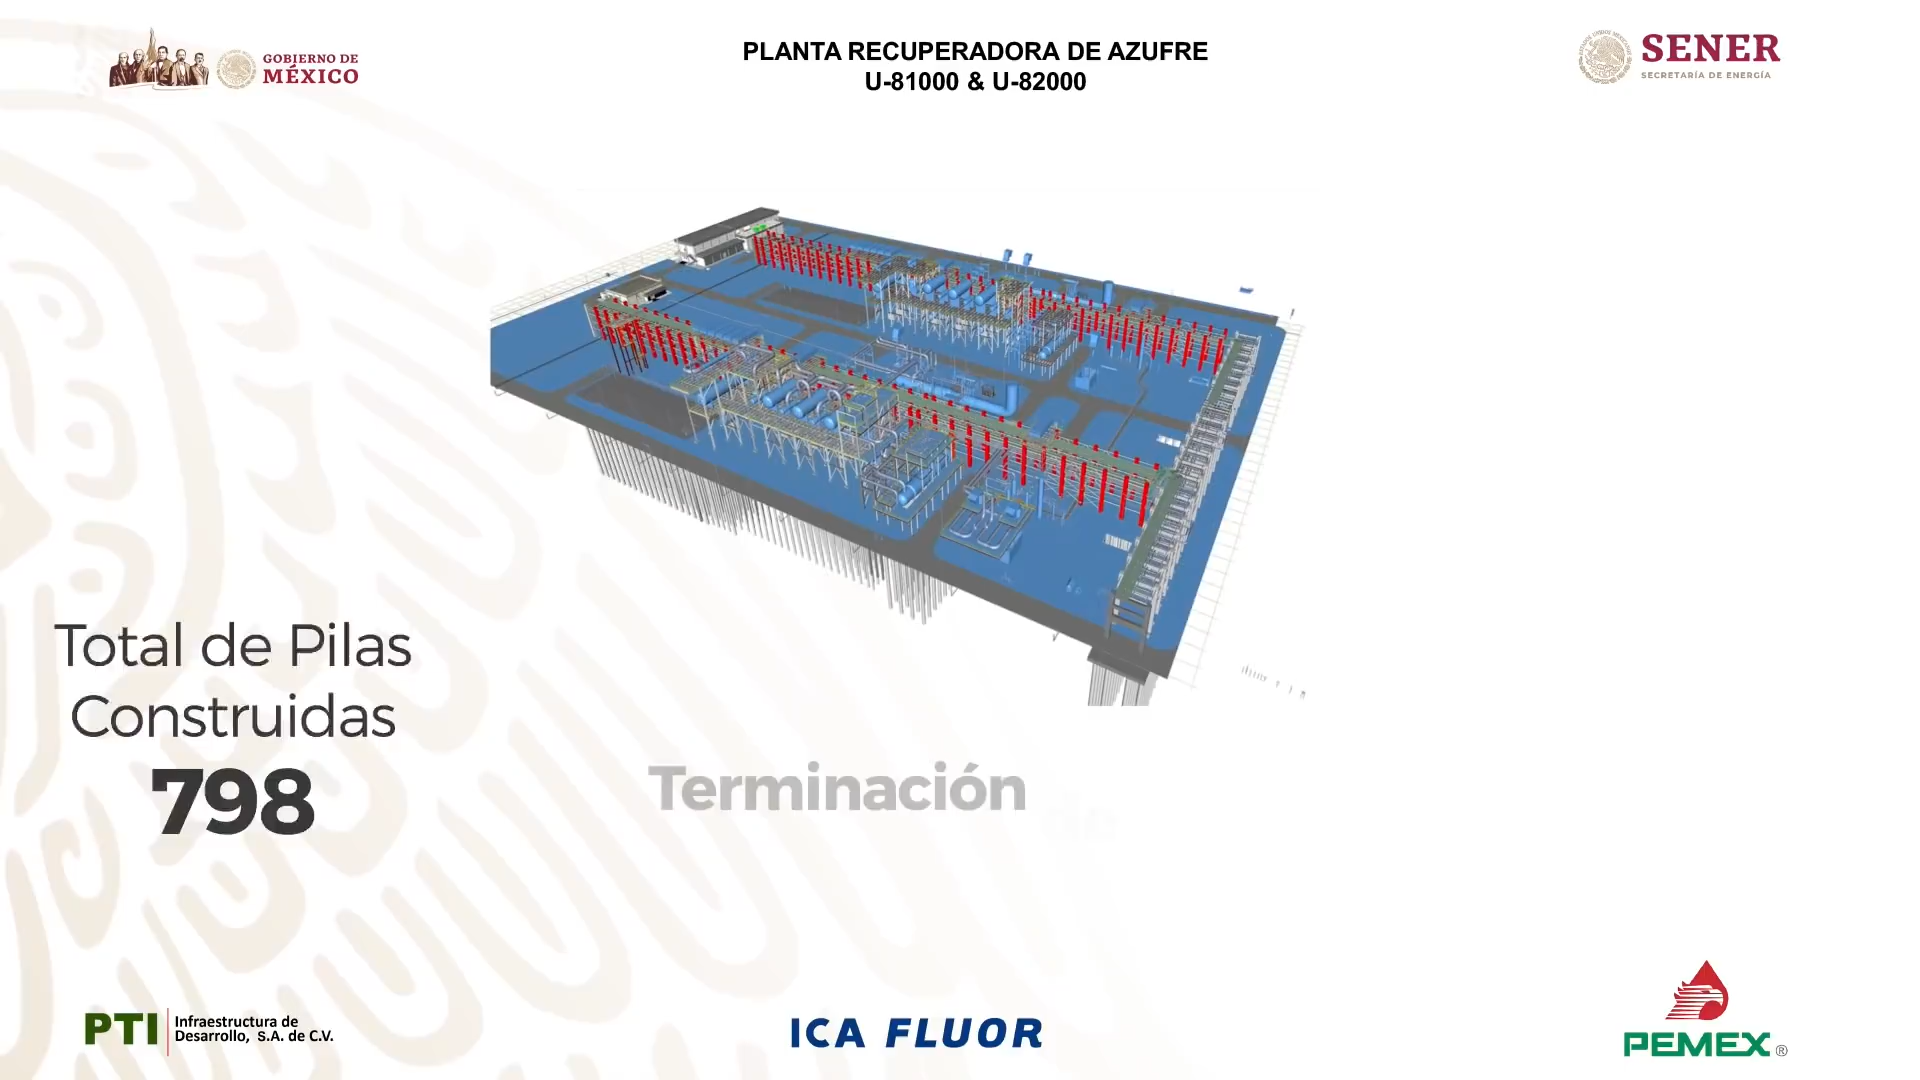 GOBIERNO DE
MÉXICO
PLANTA RECUPERADORA DE AZUFRE
U-81000 & U-82000
SENER
SECRETARÍA DE ENERGÍA
Total de Pilas
Construidas
798
Terminación
PTI
Infraestructura de
Desarrollo, S.A. de C.V.
ICA FLUOR
PEMEX ®